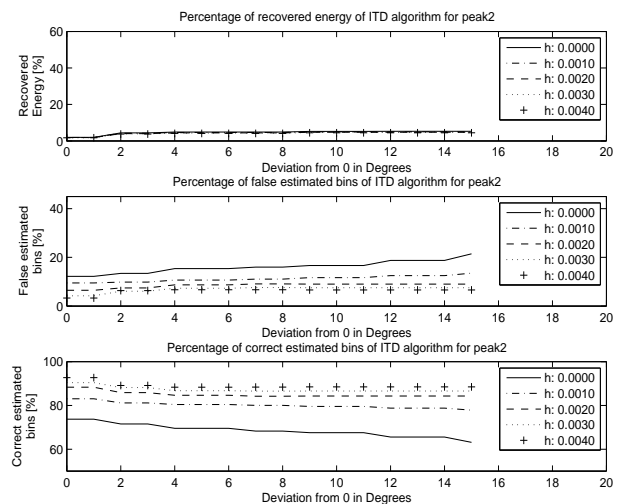 Percentage of recovered energy of ITD algorithm for peak2
60
40
20
0
Recovered
Energy [%]
h: 0.0000
h: 0.0010
h: 0.0020
h: 0.0030
h: 0.0040
0 2 4 6 8 10 12 14 16 18 20
Deviation from 0 in Degrees
Percentage of false estimated bins of ITD algorithm for peak2
40
20
0
False estimated
bins [%]
h: 0.0000
h: 0.0010
h: 0.0020
h: 0.0030
h: 0.0040
0 2 4 6 8 10 12 14 16 18 20
Deviation from 0 in Degrees
Percentage of correct estimated bins of ITD algorithm for peak2
100
80
60
Correct estimated
bins [%]
h: 0.0000
h: 0.0010
h: 0.0020
h: 0.0030
h: 0.0040
0 2 4 6 8 10 12 14 16 18 20
Deviation from 0 in Degrees